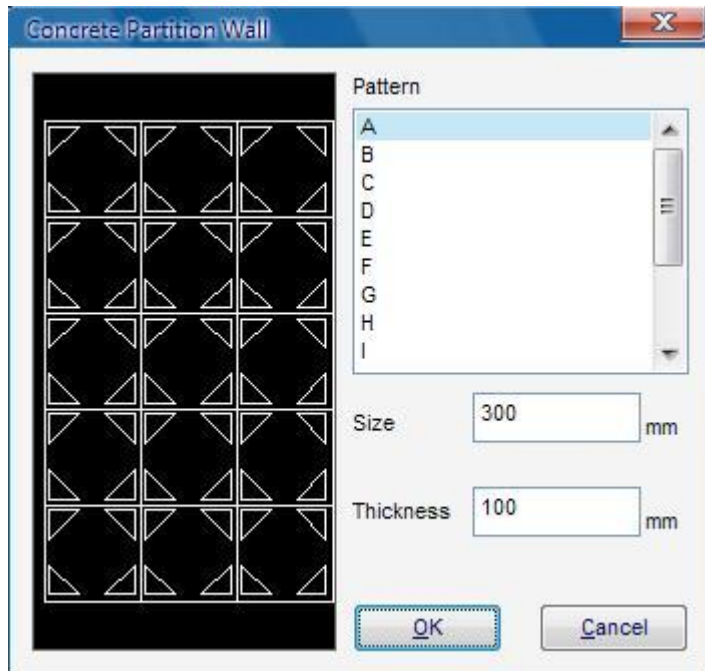 Concrete Partition Wall
Pattern
A
B
C
D
E
F
G
H
I
Size 300 mm
Thickness 100 mm
OK Cancel